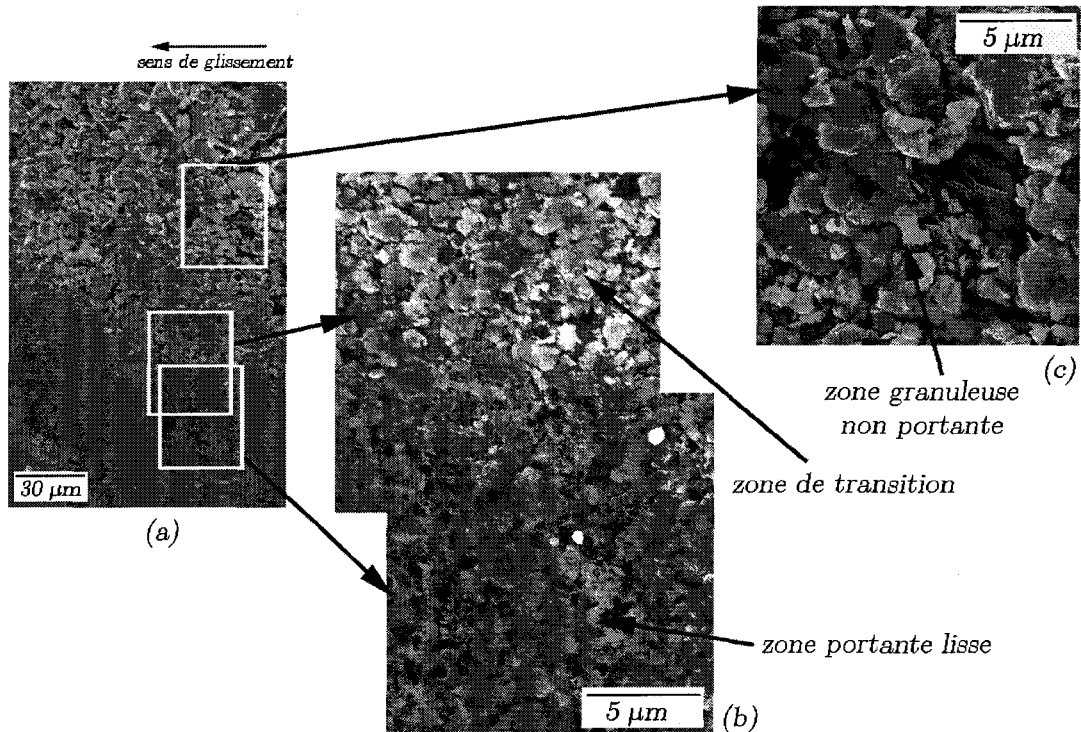 sens de glissement
5 µm
30 µm
(a)
(c)
zone granuleuse
non portante
zone de transition
zone portante lisse
5 µm
(b)